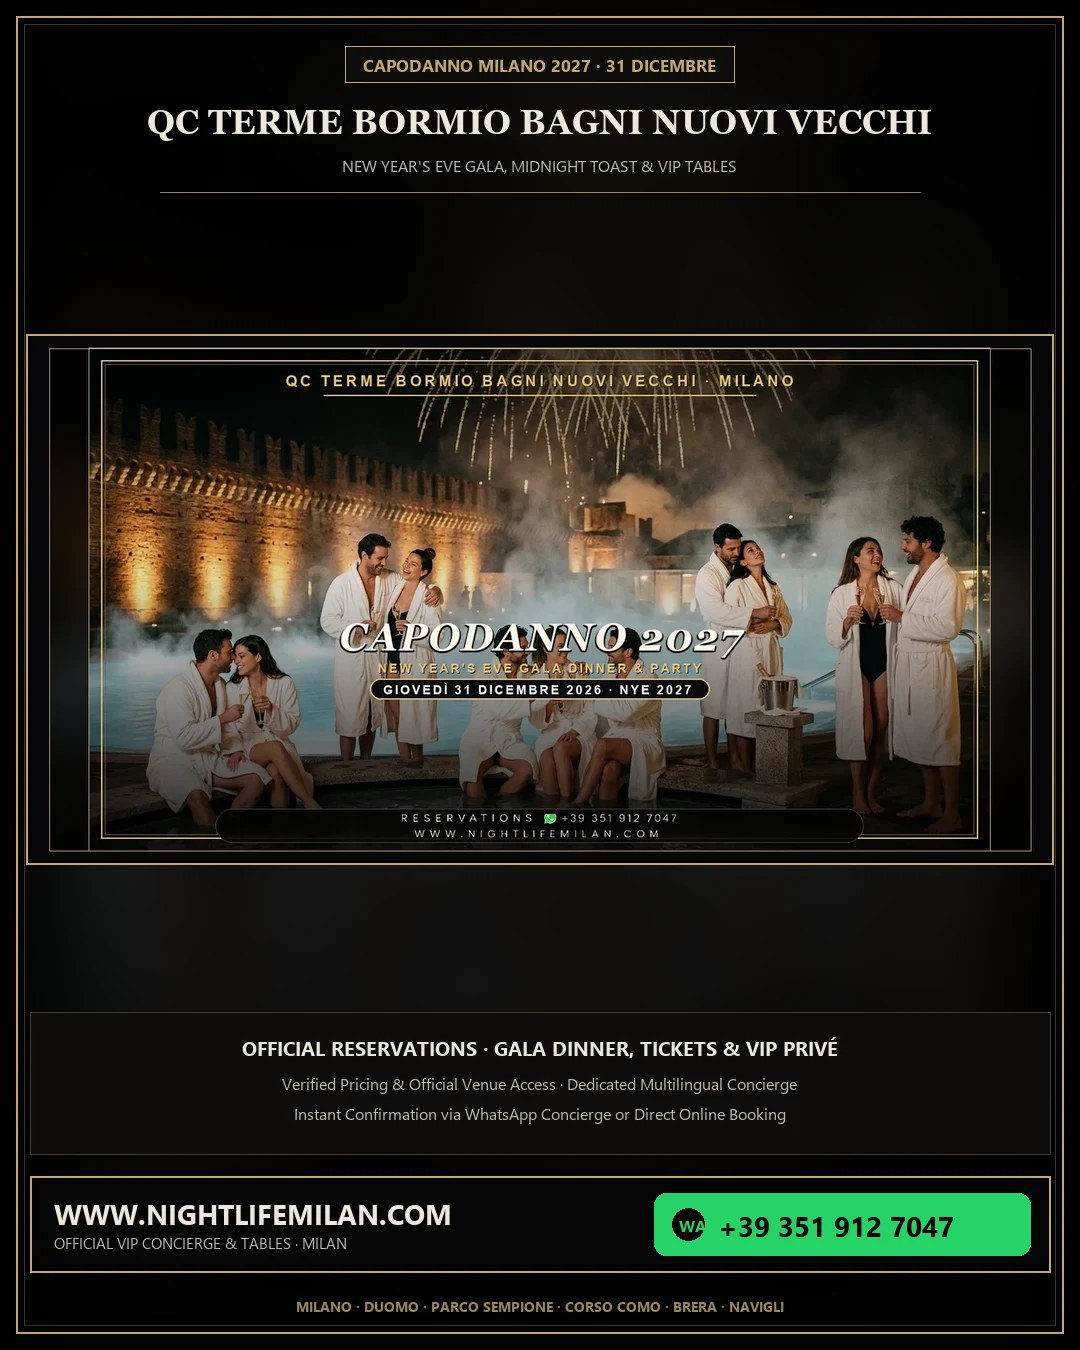 CAPODANNO MILANO 2027 · 31 DICEMBRE
QC TERME BORMIO BAGNI NUOVI VECCHI
NEW YEAR'S EVE GALA, MIDNIGHT TOAST & VIP TABLES
QC TERME BORMIO BAGNI NUOVI VECCHI · MILANO
CAPODANNO 2027
NEW YEAR'S EVE GALA DINNER & PARTY
GIOVEDÌ 31 DICEMBRE 2026 · NYE 2027
RESERVATIONS +39 351 912 7047
WWW.NIGHTLIFEMILAN.COM
OFFICIAL RESERVATIONS · GALA DINNER, TICKETS & VIP PRIVÉ
Verified Pricing & Official Venue Access · Dedicated Multilingual Concierge
Instant Confirmation via WhatsApp Concierge or Direct Online Booking
WWW.NIGHTLIFEMILAN.COM
OFFICIAL VIP CONCIERGE & TABLES · MILAN
WA +39 351 912 7047
MILANO · DUOMO · PARCO SEMPIONE · CORSO COMO · BRERA · NAVIGLI